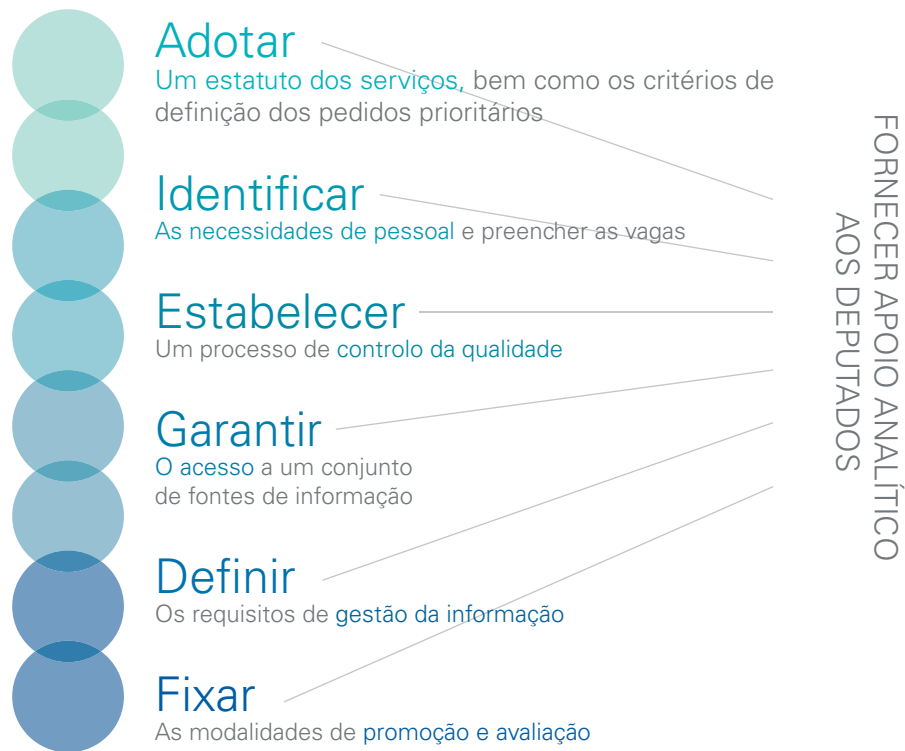 Adotar
Um estatuto dos serviços, bem como os critérios de
definição dos pedidos prioritários
Identificar
As necessidades de pessoal e preencher as vagas
Estabelecer
Um processo de controlo da qualidade
Garantir
O acesso a um conjunto
de fontes de informação
Definir
Os requisitos de gestão da informação
Fixar
As modalidades de promoção e avaliação
FORNECER APOIO ANALÍTICO
AOS DEPUTADOS